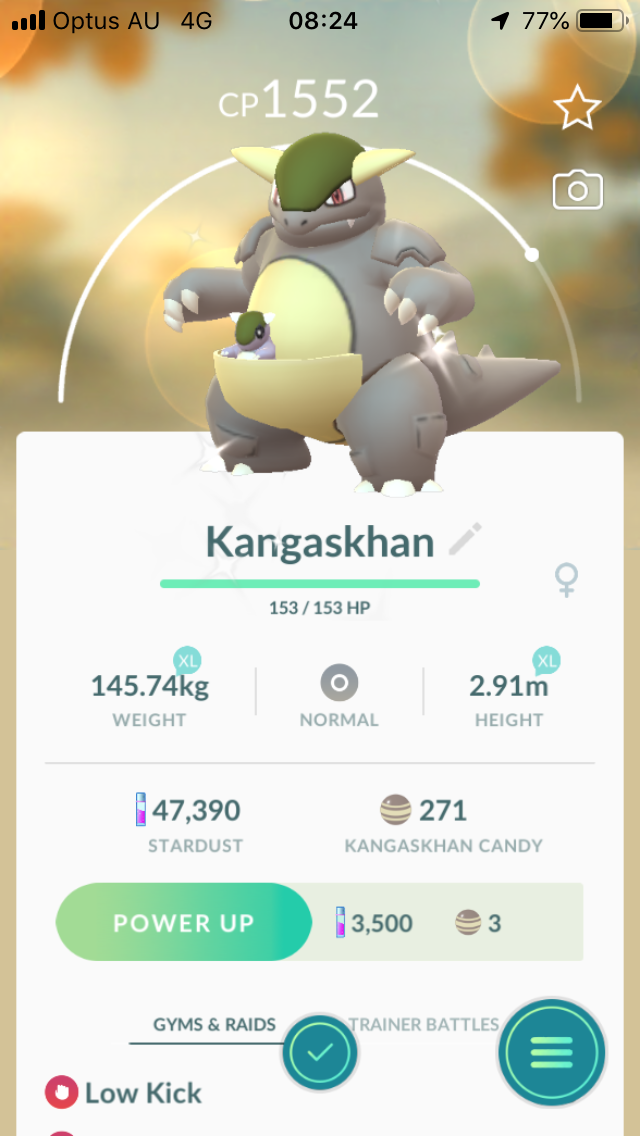 Optus AU 4G 08:24 77%
CP1552
Kangaskhan
153 / 153 HP
XL XL
145.74kg 2.91m
WEIGHT NORMAL HEIGHT
47,390 271
STARDUST KANGASKHAN CANDY
POWER UP 3,500 3
GYMS & RAIDS TRAINER BATTLES
Low Kick